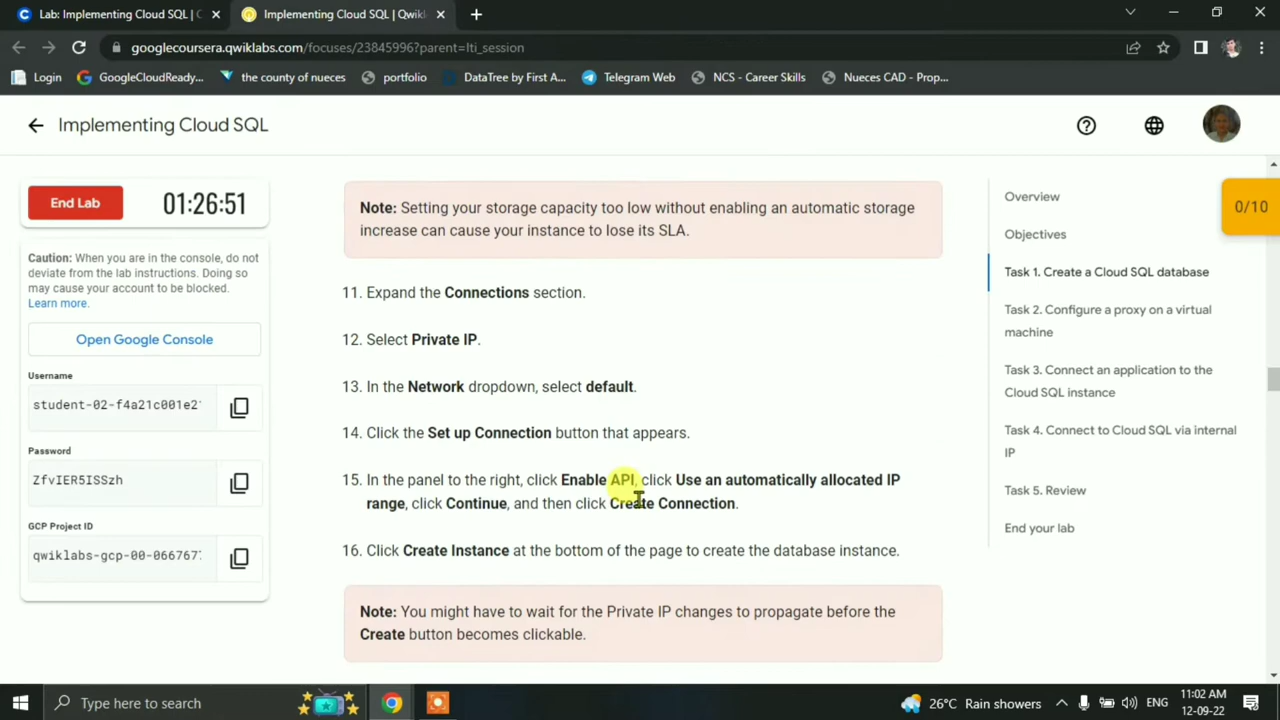 Lab: Implementing Cloud SQL | C
Implementing Cloud SQL | Qwikl
googlecoursera.qwiklabs.com/focuses/23845996?parent=lti_session
Login
GoogleCloudReady...
the county of nueces
portfolio
DataTree by First A...
Telegram Web
NCS - Career Skills
Nueces CAD - Prop...
Implementing Cloud SQL
End Lab
01:26:51
Caution: When you are in the console, do not
deviate from the lab instructions. Doing so
may cause your account to be blocked.
Learn more.
Open Google Console
Username
student-02-f4a21c001e2
Password
ZfvIER5ISSzh
GCP Project ID
qwiklabs-gcp-00-066767
Note: Setting your storage capacity too low without enabling an automatic storage
increase can cause your instance to lose its SLA.
11. Expand the Connections section.
12. Select Private IP.
13. In the Network dropdown, select default.
14. Click the Set up Connection button that appears.
15. In the panel to the right, click Enable API, click Use an automatically allocated IP
range, click Continue, and then click Create Connection.
16. Click Create Instance at the bottom of the page to create the database instance.
Note: You might have to wait for the Private IP changes to propagate before the
Create button becomes clickable.
Overview
Objectives
Task 1. Create a Cloud SQL database
Task 2. Configure a proxy on a virtual
machine
Task 3. Connect an application to the
Cloud SQL instance
Task 4. Connect to Cloud SQL via internal
IP
Task 5. Review
End your lab
0/10
Type here to search
26°C Rain showers
ENG
11:02 AM
12-09-22